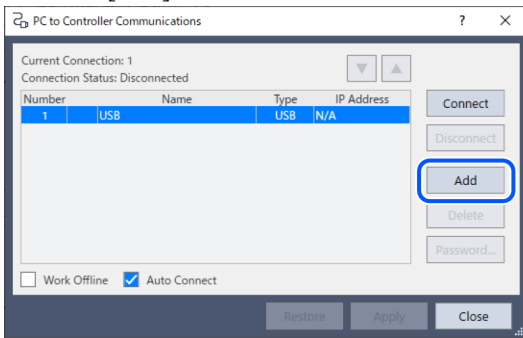 PC to Controller Communications
Current Connection: 1
Connection Status: Disconnected
Number Name Type IP Address
1 USB USB N/A
Connect
Disconnect
Add
Delete
Password...
Work Offline Auto Connect
Restore Apply Close